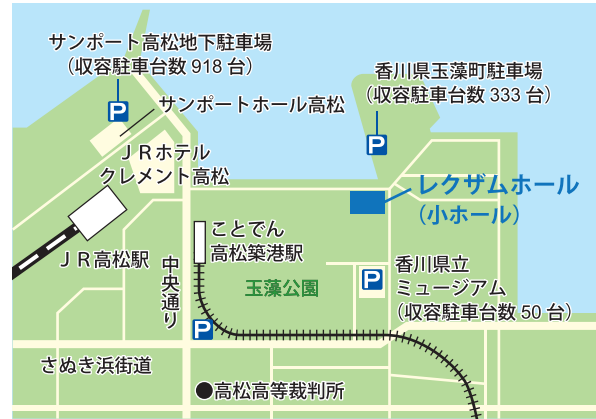 サンポート高松地下駐車場
（収容駐車台数 918 台）
P
サンポートホール高松
香川県玉藻町駐車場
（収容駐車台数 333 台）
P
ＪＲホテル
クレメント高松
レクザムホール
（小ホール）
ＪＲ高松駅
ことでん
高松築港駅
中央通り
玉藻公園
P
香川県立
ミュージアム
（収容駐車台数 50 台）
P
さぬき浜街道
●高松高等裁判所